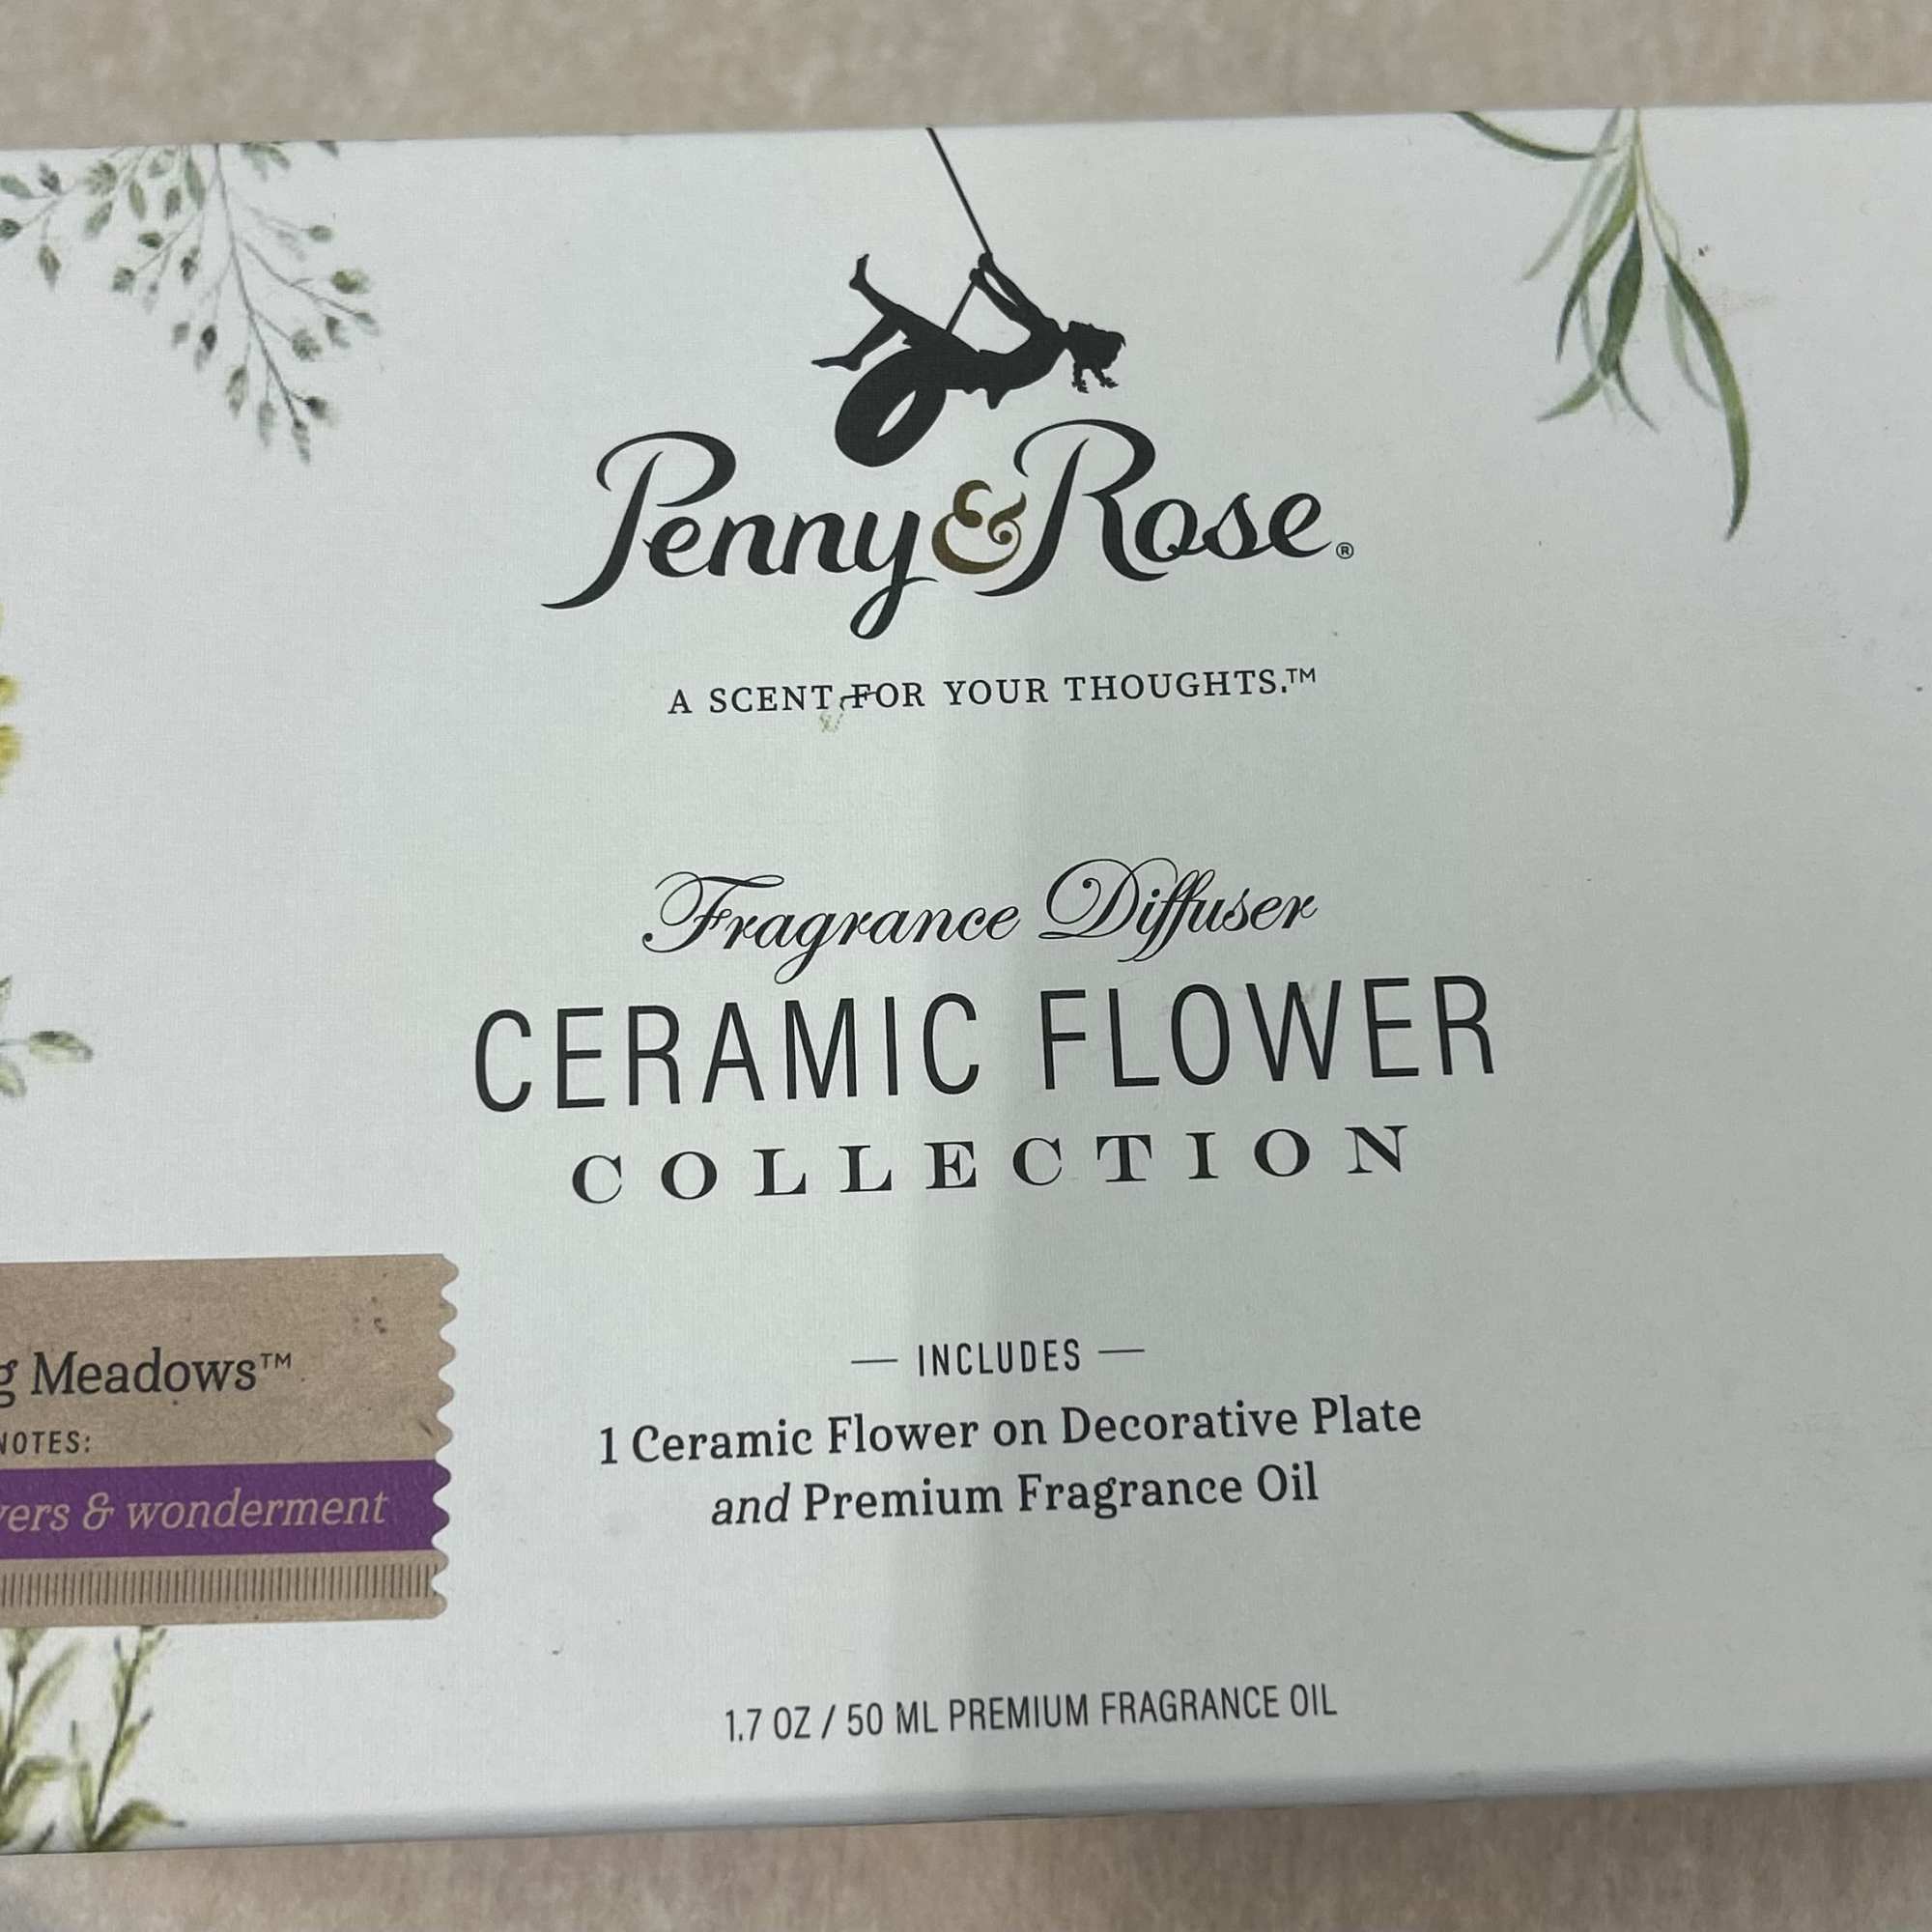 Penny & Rose®
A SCENT FOR YOUR THOUGHTS.™
Fragrance Diffuser
CERAMIC FLOWER
COLLECTION
Meadows™
NOTES:
& wonderment
— INCLUDES —
1 Ceramic Flower on Decorative Plate
and Premium Fragrance Oil
1.7 OZ / 50 ML PREMIUM FRAGRANCE OIL